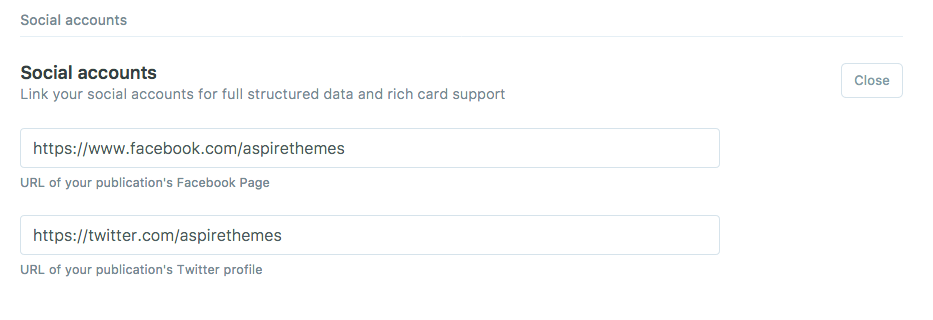 Social accounts
Social accounts
Close
Link your social accounts for full structured data and rich card support
https://www.facebook.com/aspirethemes
URL of your publication's Facebook Page
https://twitter.com/aspirethemes
URL of your publication's Twitter profile